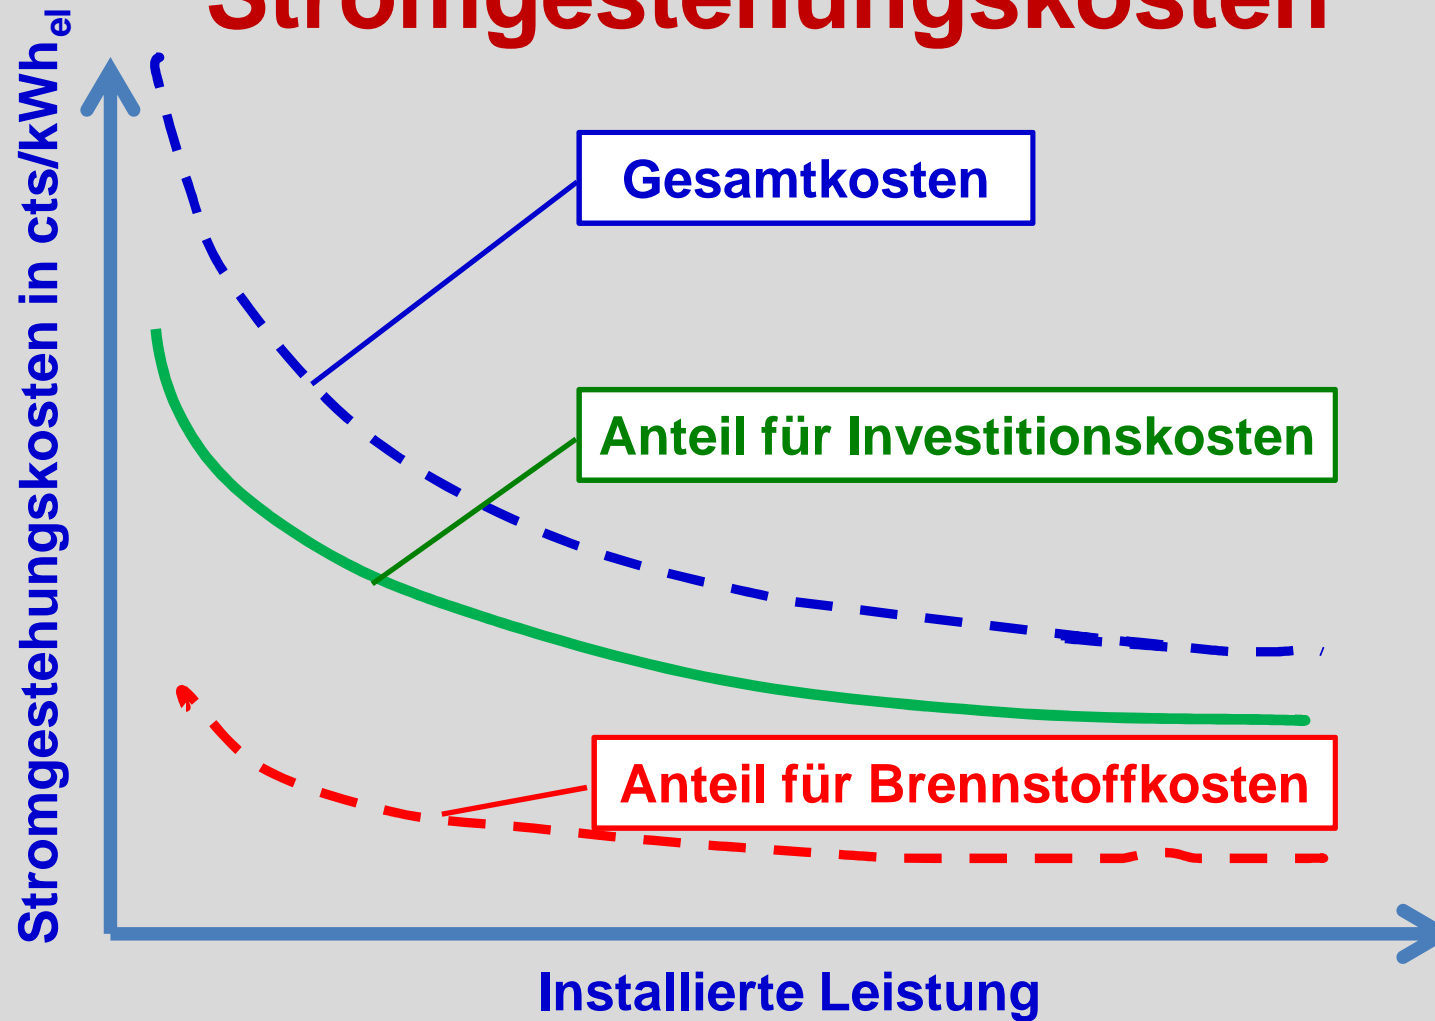 Stromgestehungskosten
Stromgestehungskosten in cts/kWhel
Gesamtkosten
Anteil für Investitionskosten
Anteil für Brennstoffkosten
Installierte Leistung